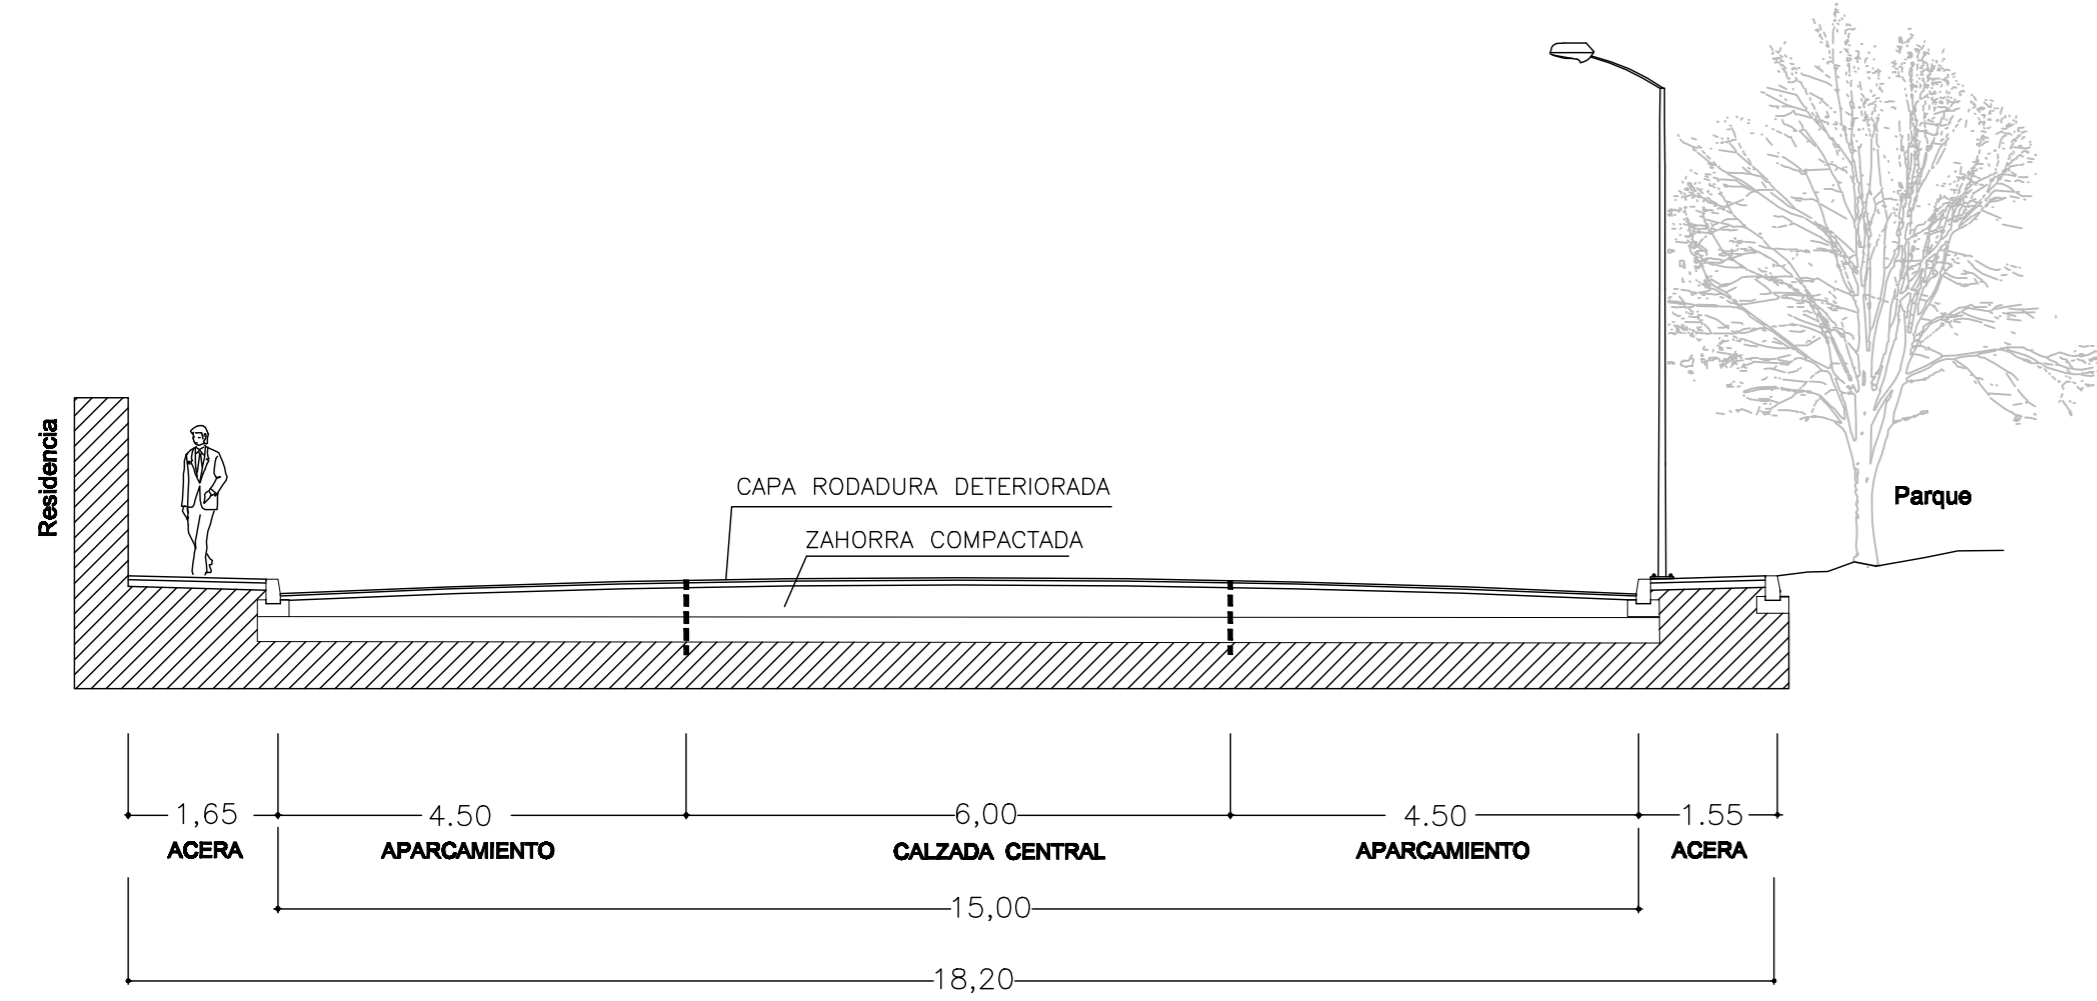 Residencia
CAPA RODADURA DETERIORADA
ZAHORRA COMPACTADA
Parque
1,65 4.50 6,00 4.50 1.55
ACERA APARCAMIENTO CALZADA CENTRAL APARCAMIENTO ACERA
15,00
18,20